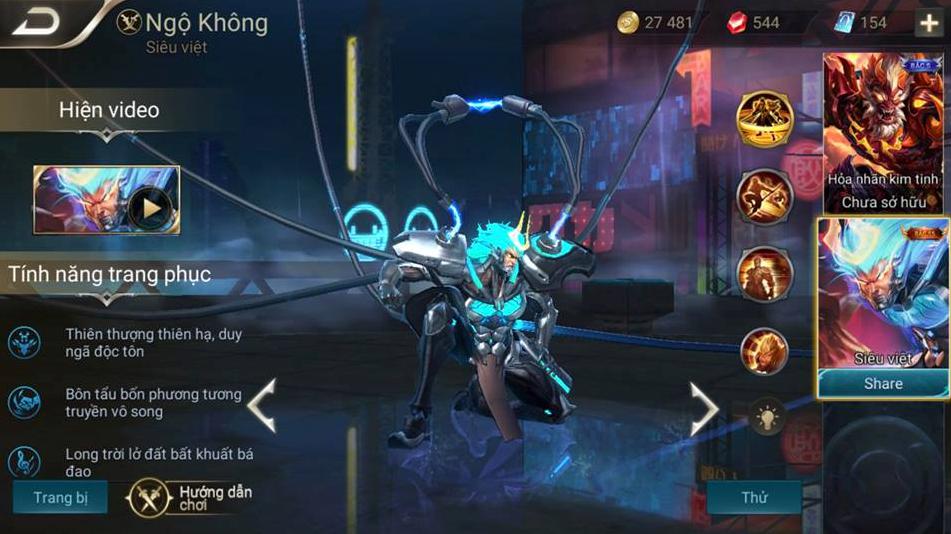 Ngộ Không
Siêu việt
27 481
544
154
Hiện video
Tính năng trang phục
Thiên thượng thiên hạ, duy
ngã độc tôn
Bôn tẩu bốn phương tương
truyền vô song
Long trời lở đất bất khuất bá
đạo
Trang bị
Hướng dẫn
chơi
Thử
Hỏa nhãn kim tinh
Chưa sở hữu
Siêu việt
Share